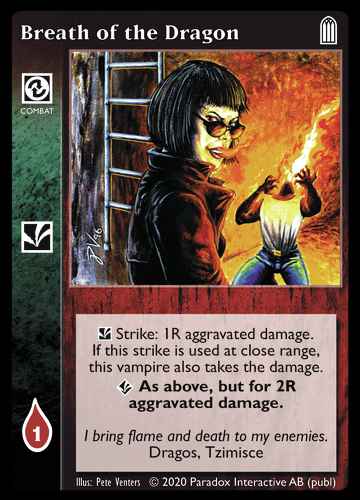 Breath of the Dragon
COMBAT
PV96
Strike: 1R aggravated damage.
If this strike is used at close range,
this vampire also takes the damage.
As above, but for 2R
aggravated damage.
1
I bring flame and death to my enemies.
Dragos, Tzimisce
Illus: Pete Venters © 2020 Paradox Interactive AB (publ)